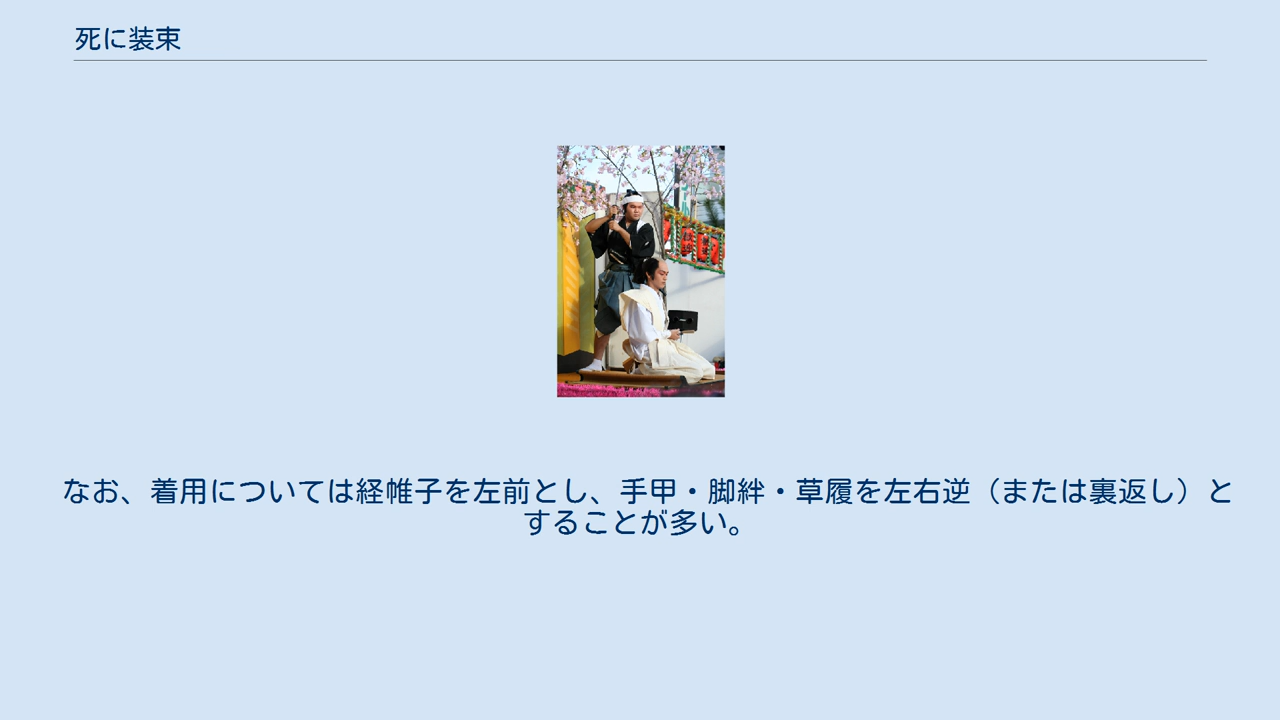 死に装束
なお、着用については経帷子を左前とし、手甲・脚絆・草履を左右逆（または裏返し）と
することが多い。